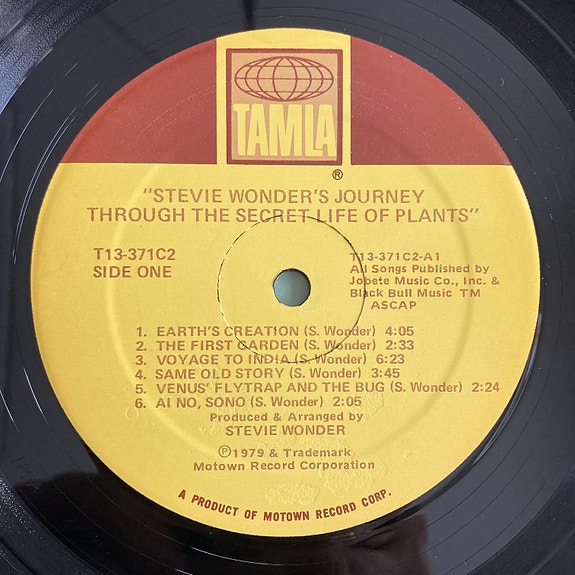 TAMLA
®
"STEVIE WONDER'S JOURNEY
THROUGH THE SECRET LIFE OF PLANTS"
T13-371C2
SIDE ONE
T13-371C2-A1
All Songs Published by
Jobete Music Co., Inc. &
Black Bull Music TM
ASCAP
1. EARTH'S CREATION (S. Wonder) 4:05
2. THE FIRST GARDEN (S. Wonder) 2:33
3. VOYAGE TO INDIA (S. Wonder) 6:23
4. SAME OLD STORY (S. Wonder) 3:45
5. VENUS' FLYTRAP AND THE BUG (S. Wonder) 2:24
6. AI NO, SONO (S. Wonder) 2:05
Produced & Arranged by
STEVIE WONDER
Ⓟ1979 & Trademark
Motown Record Corporation
A PRODUCT OF MOTOWN RECORD CORP.